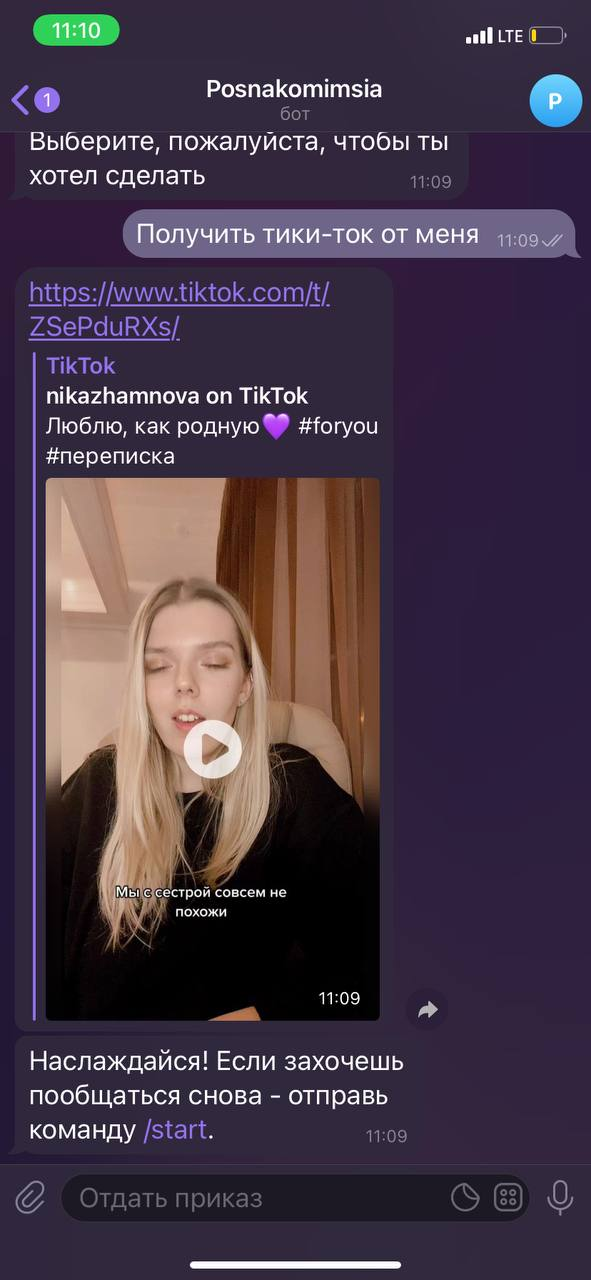 11:10
LTE
1
Posnakomimsia
бот
P
Выберите, пожалуйста, чтобы ты
хотел сделать
11:09
Получить тики-ток от меня
11:09
https://www.tiktok.com/t/
ZSePduRXs/
TikTok
nikazhamnova on TikTok
Люблю, как родную💜 #foryou
#переписка
Мы с сестрой совсем не
похожи
11:09
Наслаждайся! Если захочешь
пообщаться снова - отправь
команду /start.
11:09
Отдать приказ